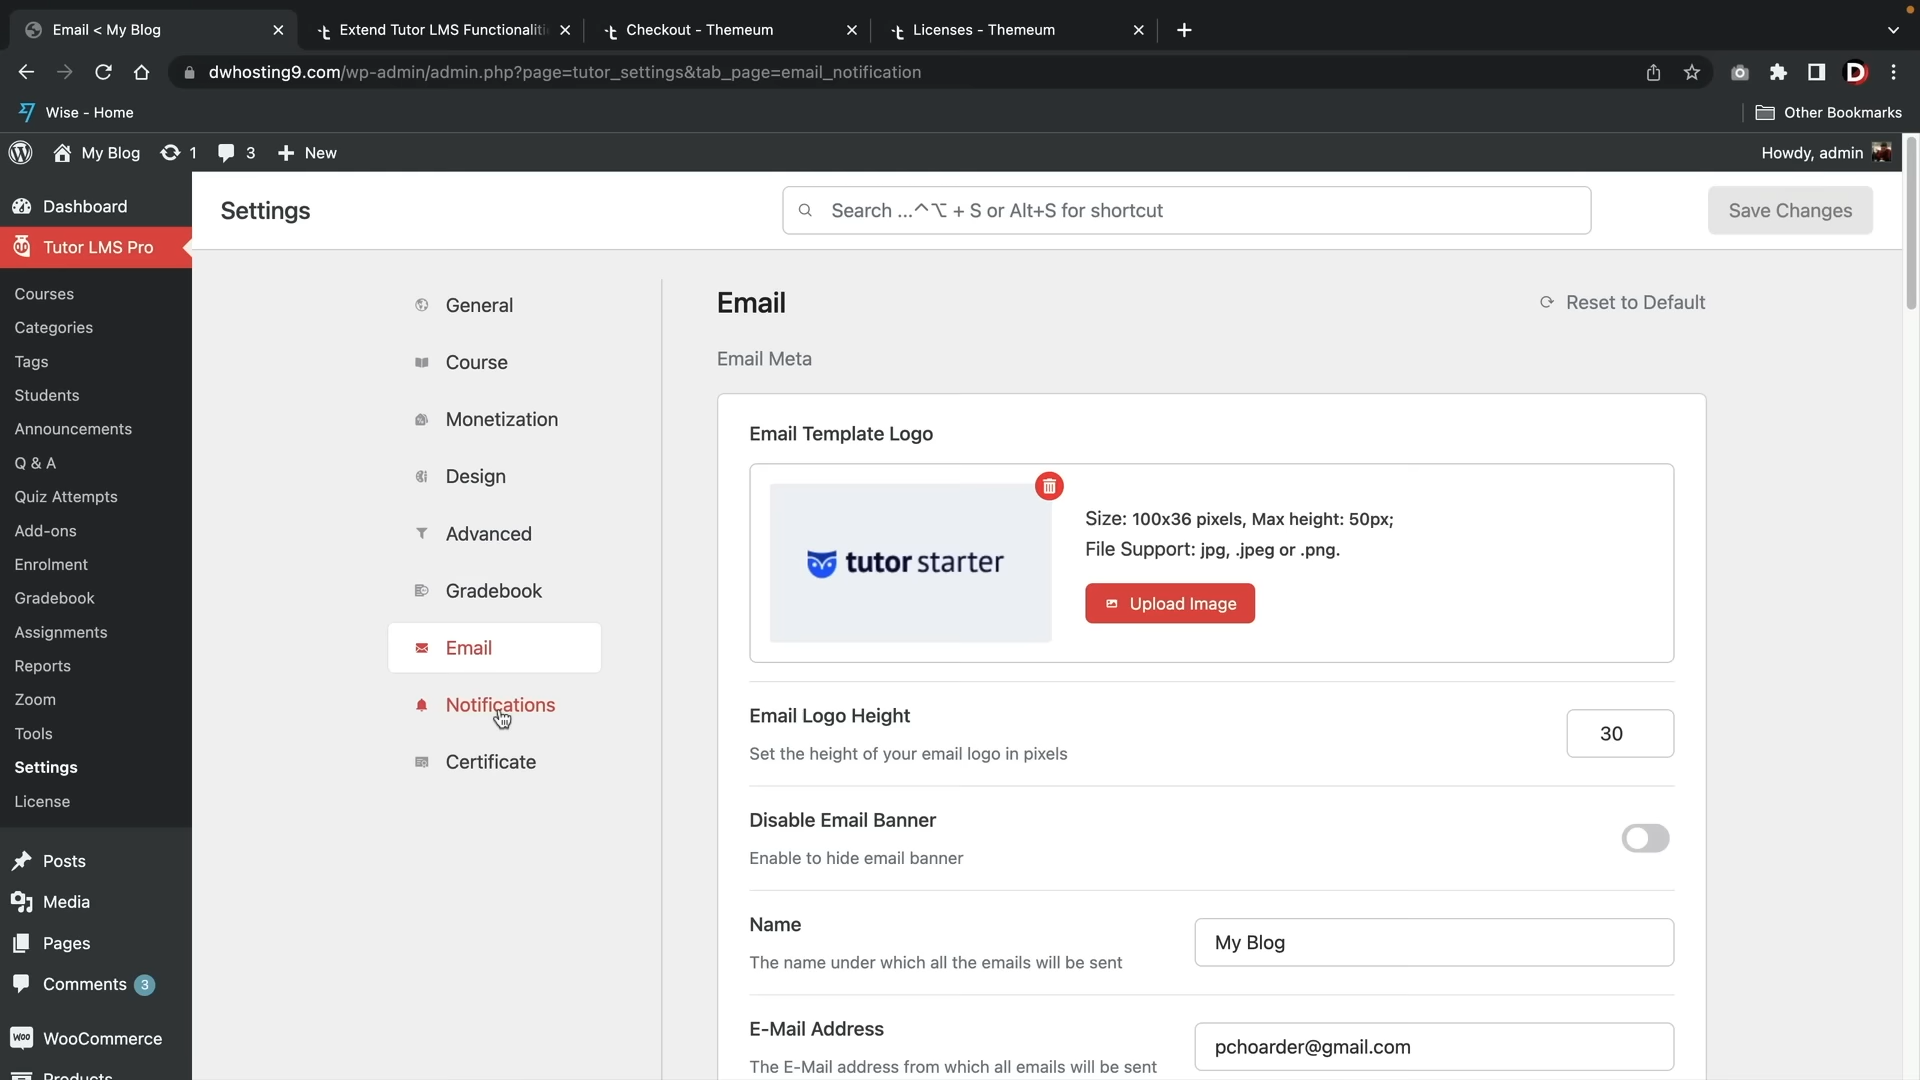 Email < My Blog
Extend Tutor LMS Functionaliti
Checkout - Themeum
Licenses - Themeum
dwhosting9.com/wp-admin/admin.php?page=tutor_settings&tab_page=email_notification
Wise - Home
Other Bookmarks
My Blog
1
3
New
Howdy, admin
Dashboard
Tutor LMS Pro
Courses
Categories
Tags
Students
Announcements
Q & A
Quiz Attempts
Add-ons
Enrolment
Gradebook
Assignments
Reports
Zoom
Tools
Settings
License
Posts
Media
Pages
Comments 3
WooCommerce
Products
Settings
Search ...^⌥ + S or Alt+S for shortcut
Save Changes
General
Course
Monetization
Design
Advanced
Gradebook
Email
Notifications
Certificate
Email
Reset to Default
Email Meta
Email Template Logo
tutor starter
Size: 100x36 pixels, Max height: 50px;
File Support: jpg, .jpeg or .png.
Upload Image
Email Logo Height
Set the height of your email logo in pixels
30
Disable Email Banner
Enable to hide email banner
Name
The name under which all the emails will be sent
My Blog
E-Mail Address
The E-Mail address from which all emails will be sent
pchoarder@gmail.com